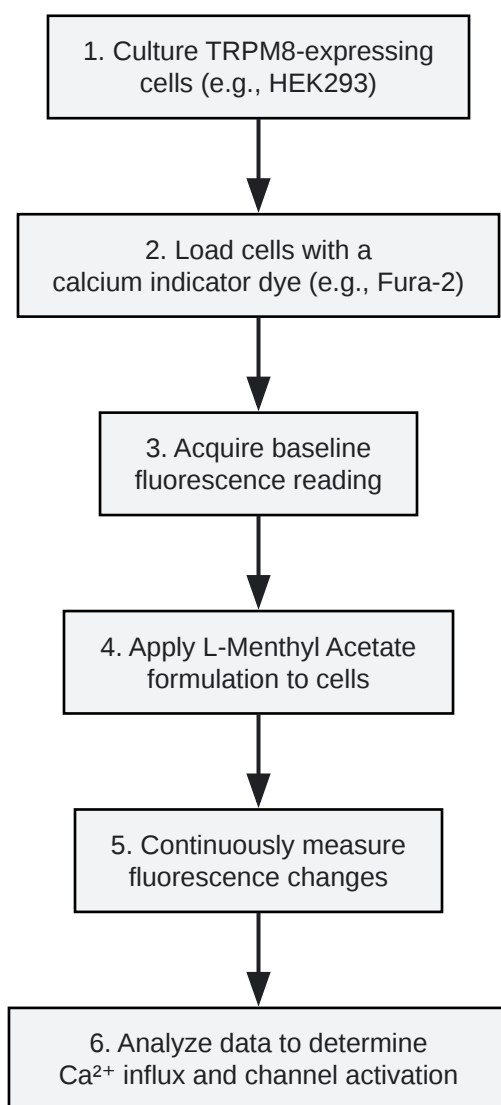 1. Culture TRPM8-expressing
cells (e.g., HEK293)
2. Load cells with a
calcium indicator dye (e.g., Fura-2)
3. Acquire baseline
fluorescence reading
4. Apply L-Menthyl Acetate
formulation to cells
5. Continuously measure
fluorescence changes
6. Analyze data to determine
Ca²⁺ influx and channel activation